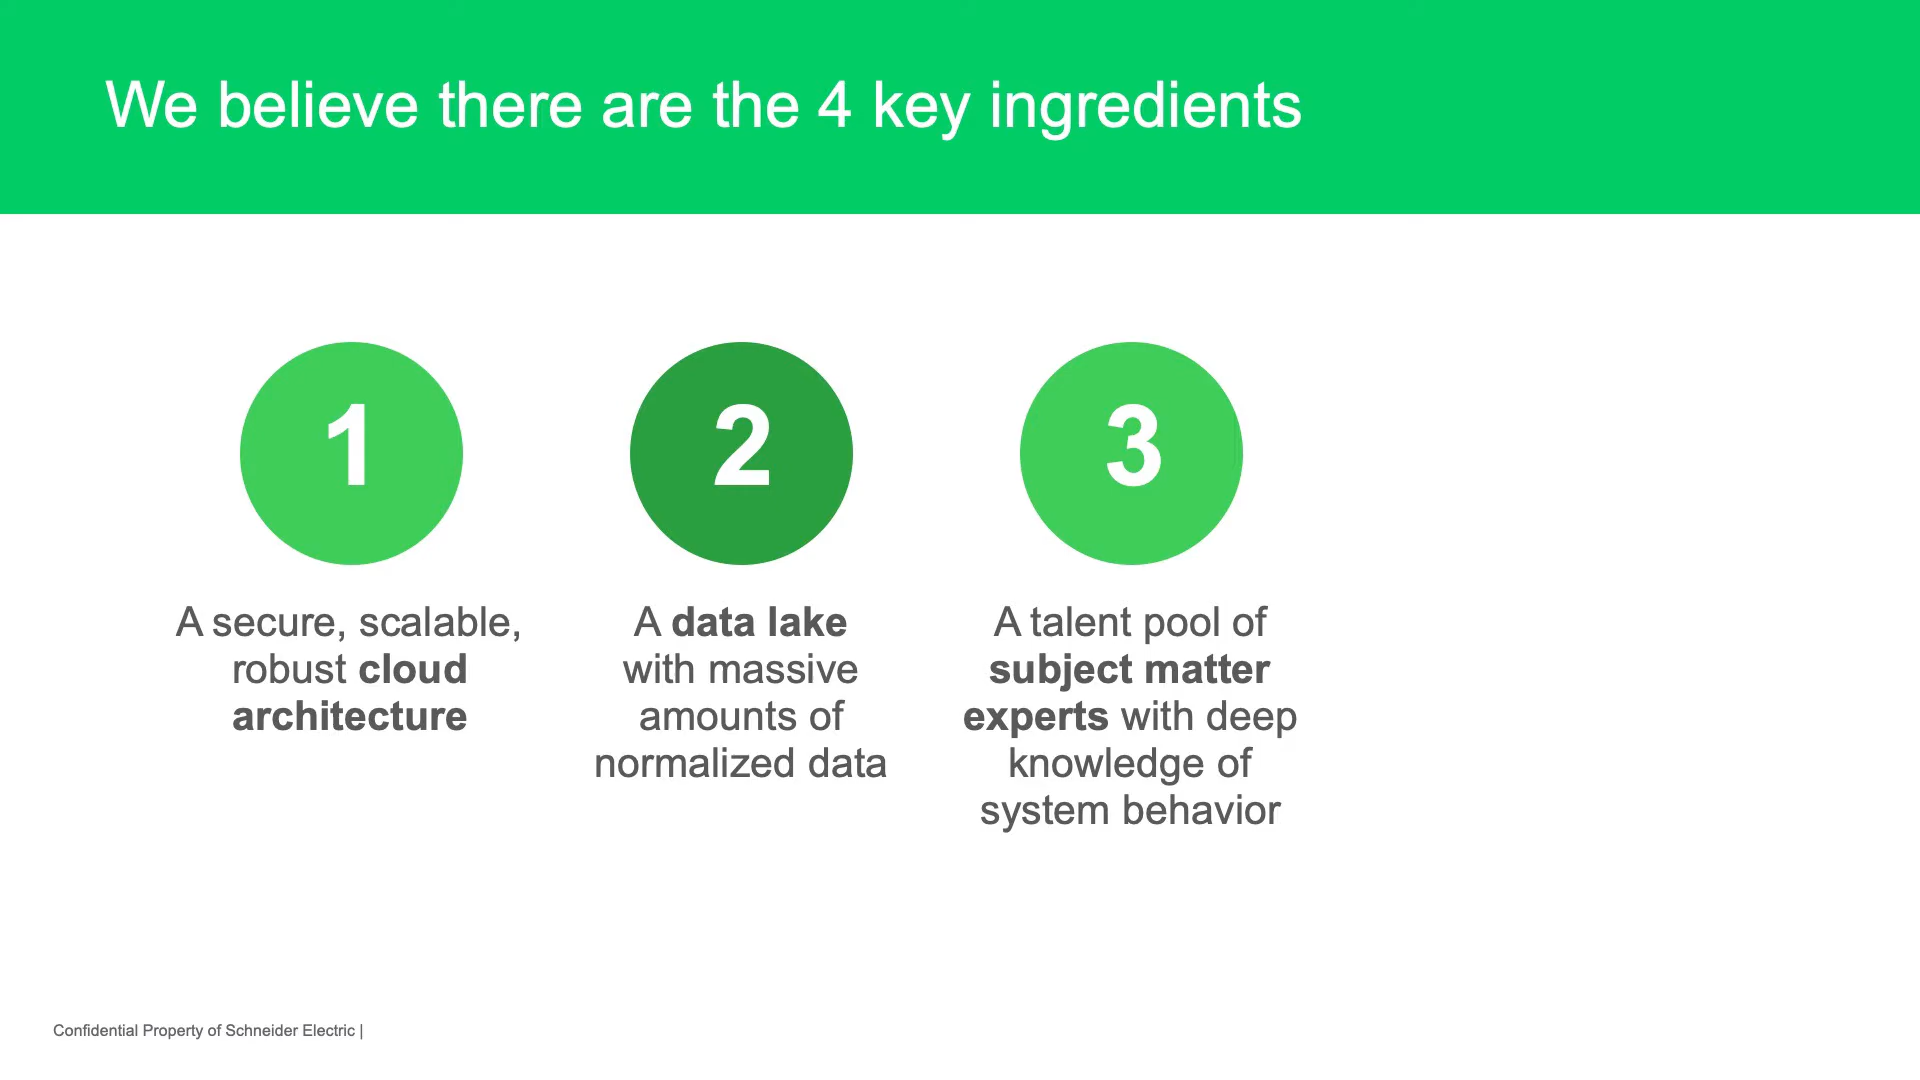 We believe there are the 4 key ingredients
1
A secure, scalable,
robust cloud
architecture
2
A data lake
with massive
amounts of
normalized data
3
A talent pool of
subject matter
experts with deep
knowledge of
system behavior
Confidential Property of Schneider Electric |